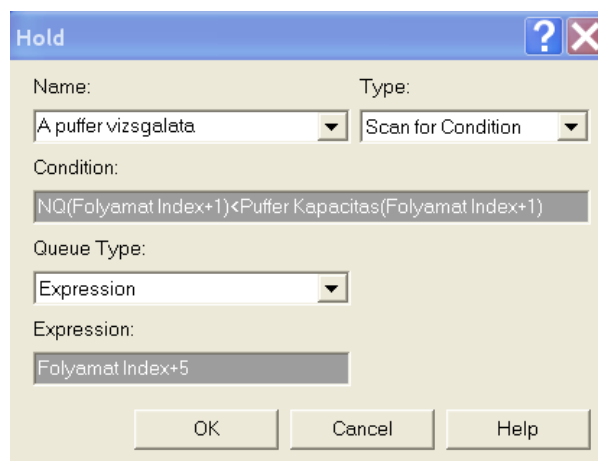 Hold
Name: Type:
A puffer vizsgalata Scan for Condition
Condition:
NQ(Folyamat Index+1)<Puffer Kapacitas(Folyamat Index+1)
Queue Type:
Expression
Expression:
Folyamat Index+5
OK Cancel Help